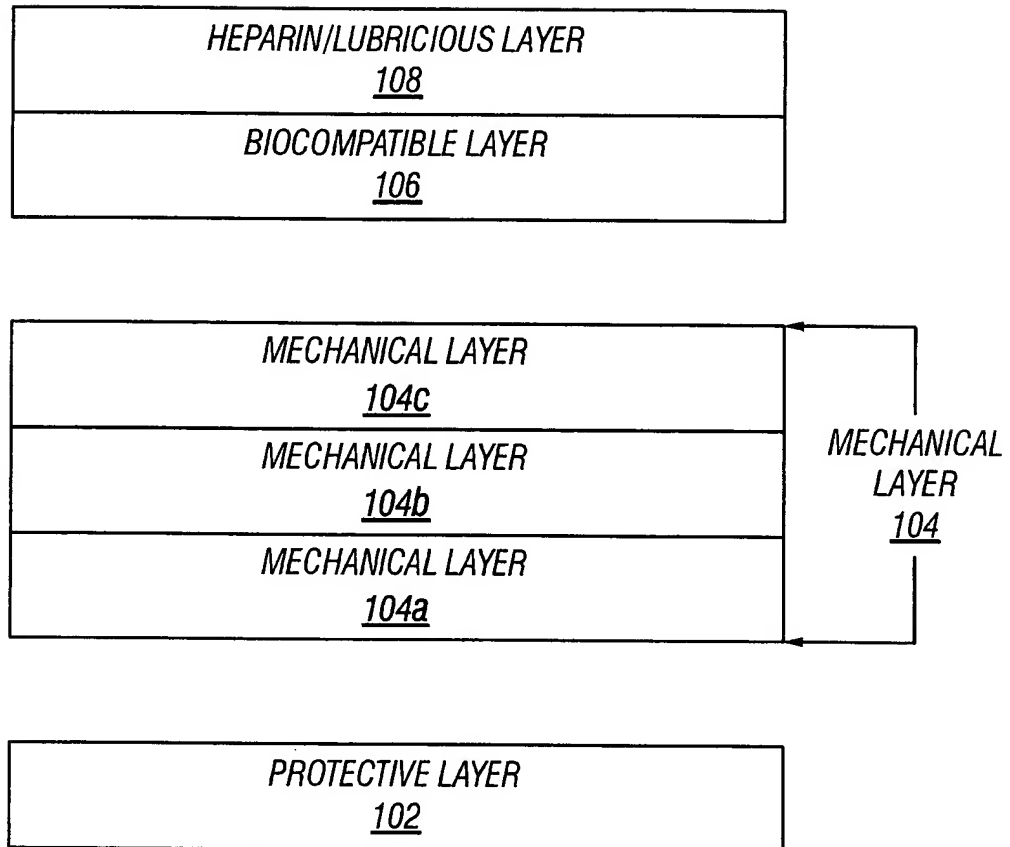 HEPARIN/LUBRICIOUS LAYER
108
BIOCOMPATIBLE LAYER
106
MECHANICAL LAYER
104c
MECHANICAL LAYER
104b
MECHANICAL LAYER
104a
MECHANICAL
LAYER
104
PROTECTIVE LAYER
102